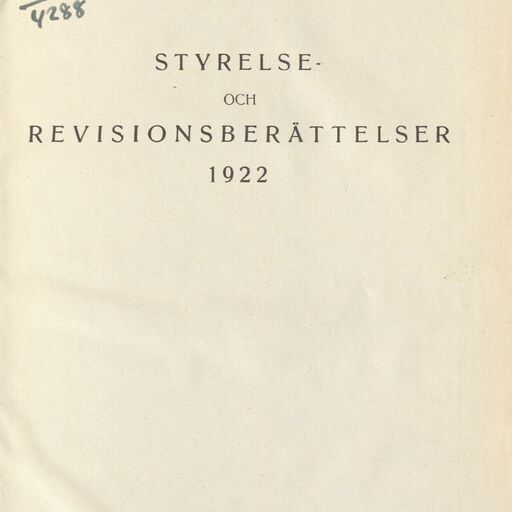 4288
STYRELSE-
OCH
REVISIONSBERÄTTELSER
1922